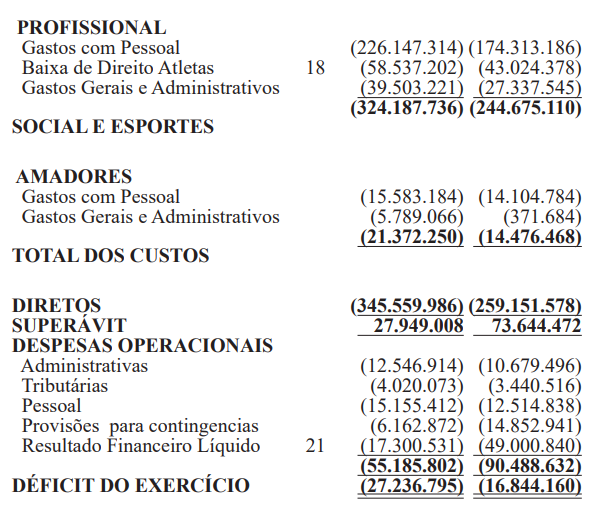 PROFISSIONAL
Gastos com Pessoal (226.147.314) (174.313.186)
Baixa de Direito Atletas 18 (58.537.202) (43.024.378)
Gastos Gerais e Administrativos (39.503.221) (27.337.545)
(324.187.736) (244.675.110)
SOCIAL E ESPORTES
AMADORES
Gastos com Pessoal (15.583.184) (14.104.784)
Gastos Gerais e Administrativos (5.789.066) (371.684)
(21.372.250) (14.476.468)
TOTAL DOS CUSTOS
DIRETOS (345.559.986) (259.151.578)
SUPERÁVIT 27.949.008 73.644.472
DESPESAS OPERACIONAIS
Administrativas (12.546.914) (10.679.496)
Tributárias (4.020.073) (3.440.516)
Pessoal (15.155.412) (12.514.838)
Provisões para contingencias (6.162.872) (14.852.941)
Resultado Financeiro Líquido 21 (17.300.531) (49.000.840)
(55.185.802) (90.488.632)
DÉFICIT DO EXERCÍCIO (27.236.795) (16.844.160)